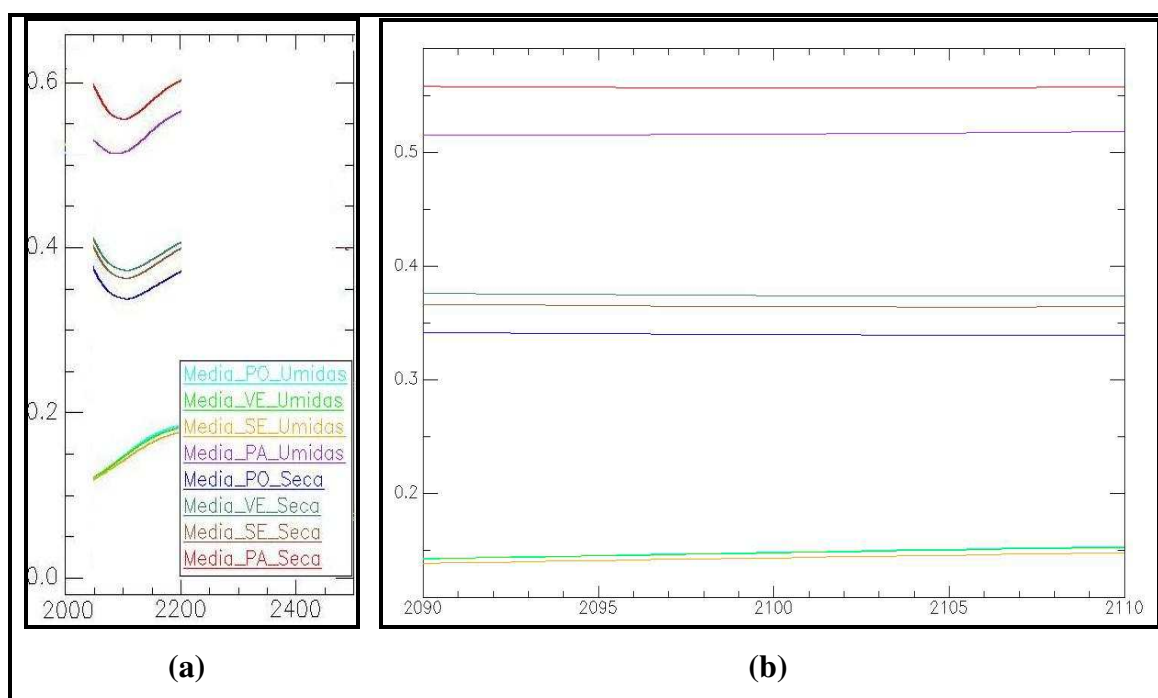 0.6
0.4
0.2
0.0
2000
2200
2400
Media_PO_Umidas
Media_VE_Umidas
Media_SE_Umidas
Media_PA_Umidas
Media_PO_Seca
Media_VE_Seca
Media_SE_Seca
Media_PA_Seca
(a)
0.5
0.4
0.3
0.2
2090
2095
2100
2105
2110
(b)